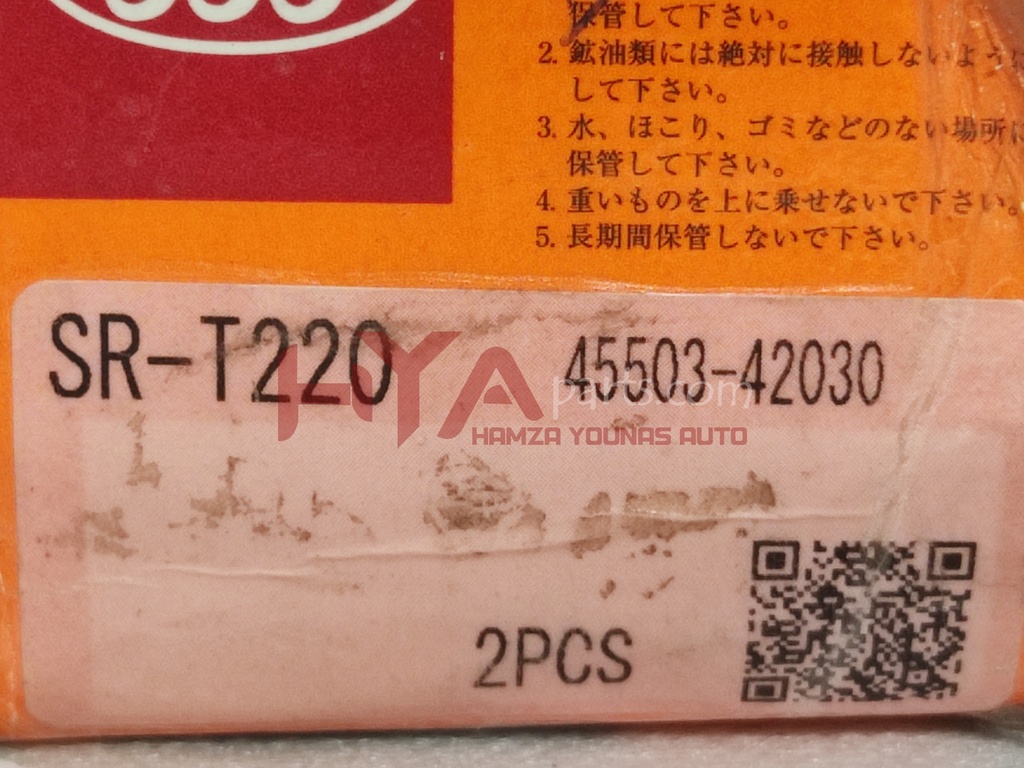 555
保管して下さい。
2. 鉱油類には絶対に接触しないように
して下さい。
3. 水、ほこり、ゴミなどのない場所に
保管して下さい。
4. 重いものを上に乗せないで下さい。
5. 長期間保管しないで下さい。
SR-T220 45503-42030
HYA parts.com
HAMZA YOUNAS AUTO
2PCS